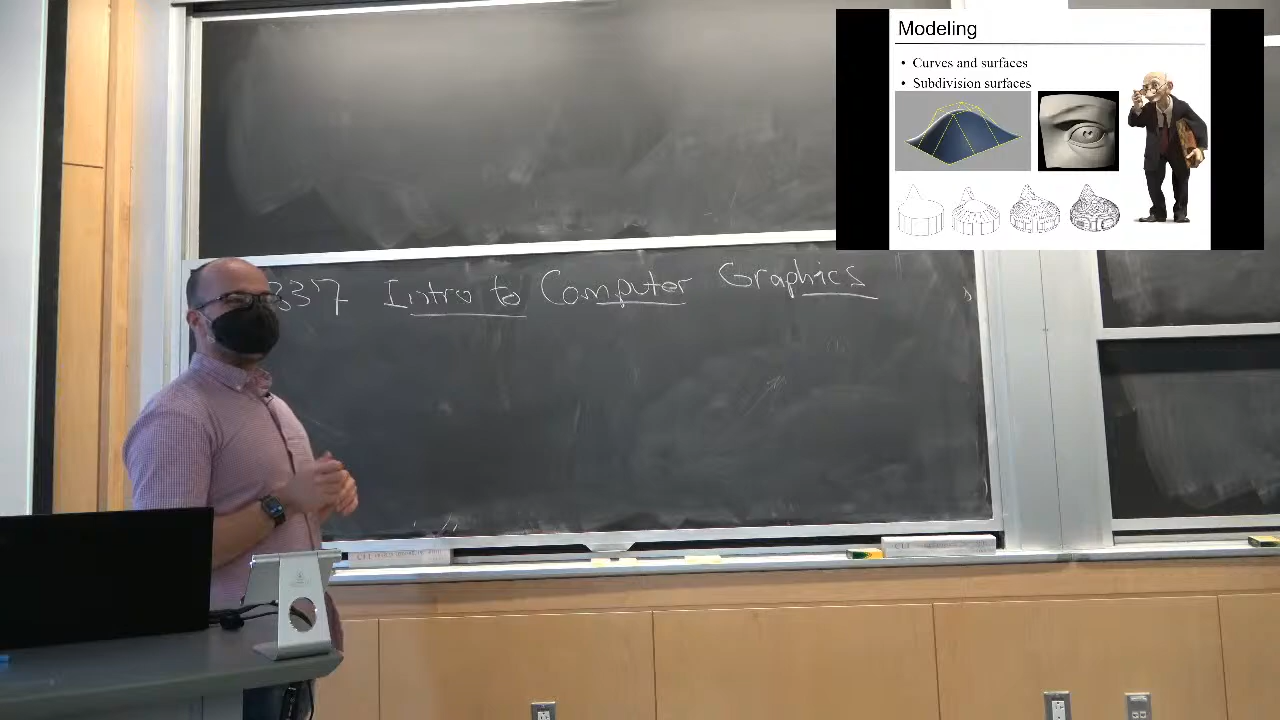 Modeling
• Curves and surfaces
• Subdivision surfaces
837 Intro to Computer Graphics